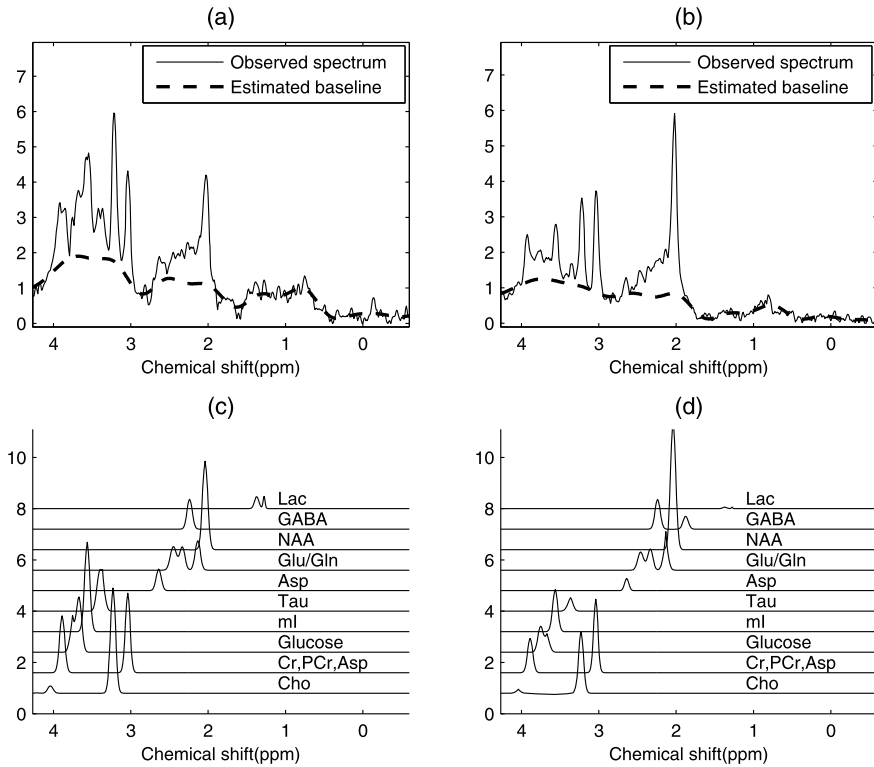 (a)
Observed spectrum
Estimated baseline
7
6
5
4
3
2
1
0
4 3 2 1 0
Chemical shift(ppm)
(b)
Observed spectrum
Estimated baseline
7
6
5
4
3
2
1
0
4 3 2 1 0
Chemical shift(ppm)
(c)
10
8
6
4
2
0
Lac
GABA
NAA
Glu/Gln
Asp
Tau
mI
Glucose
Cr,PCr,Asp
Cho
4 3 2 1 0
Chemical shift(ppm)
(d)
10
8
6
4
2
0
Lac
GABA
NAA
Glu/Gln
Asp
Tau
mI
Glucose
Cr,PCr,Asp
Cho
4 3 2 1 0
Chemical shift(ppm)